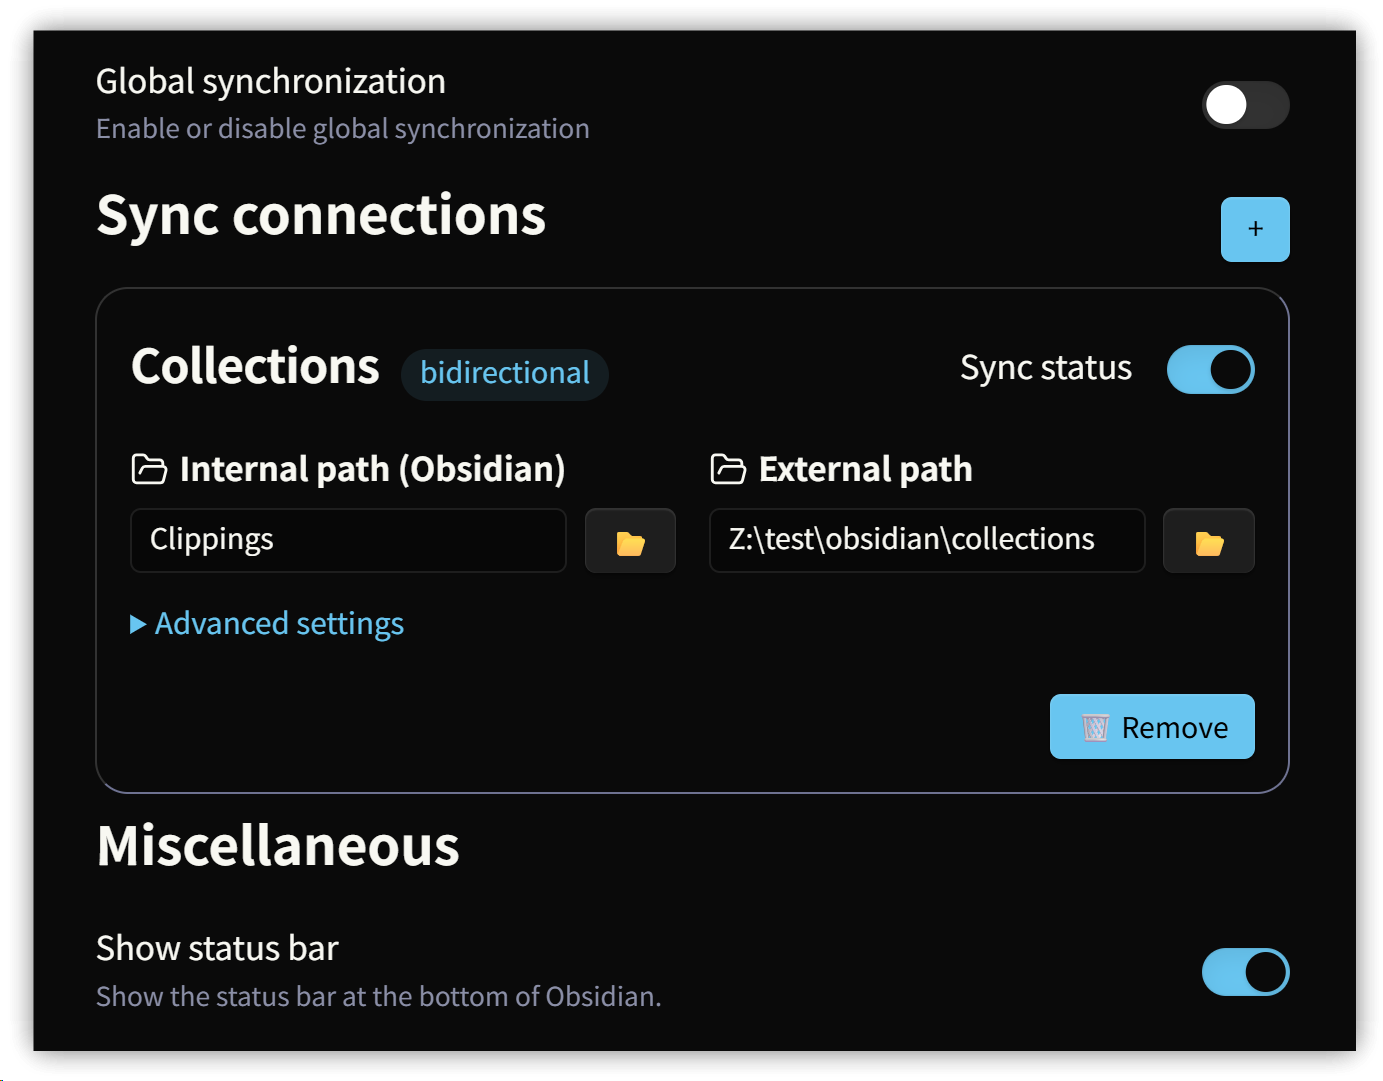 Global synchronization
Enable or disable global synchronization
Sync connections
+
Collections bidirectional Sync status
Internal path (Obsidian) External path
Clippings Z:\test\obsidian\collections
Advanced settings
Remove
Miscellaneous
Show status bar
Show the status bar at the bottom of Obsidian.